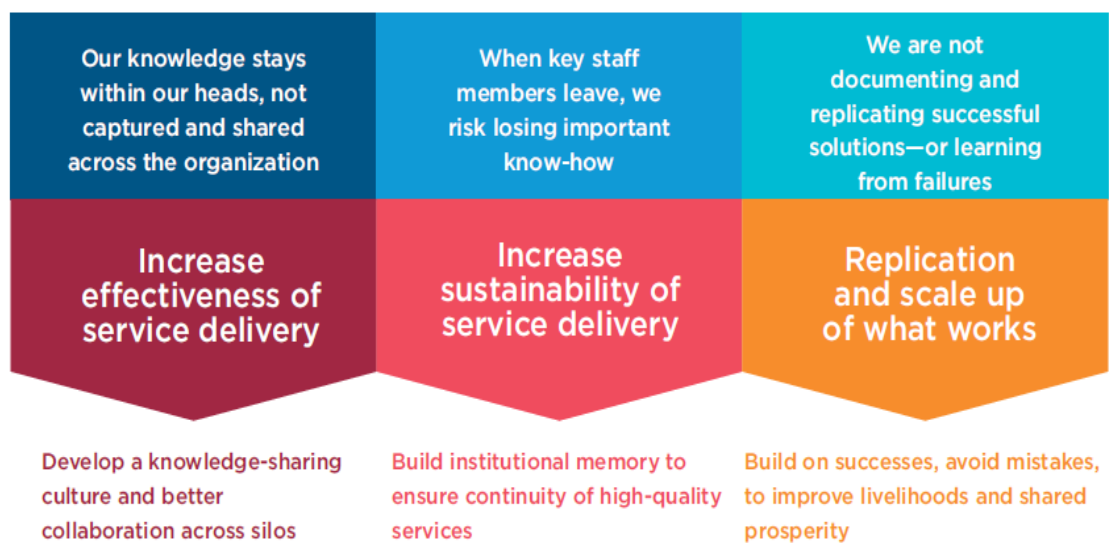 Our knowledge stays
within our heads, not
captured and shared
across the organization
When key staff
members leave, we
risk losing important
know-how
We are not
documenting and
replicating successful
solutions—or learning
from failures
Increase
effectiveness of
service delivery
Increase
sustainability of
service delivery
Replication
and scale up
of what works
Develop a knowledge-sharing
culture and better
collaboration across silos
Build institutional memory to
ensure continuity of high-quality
services
Build on successes, avoid mistakes,
to improve livelihoods and shared
prosperity